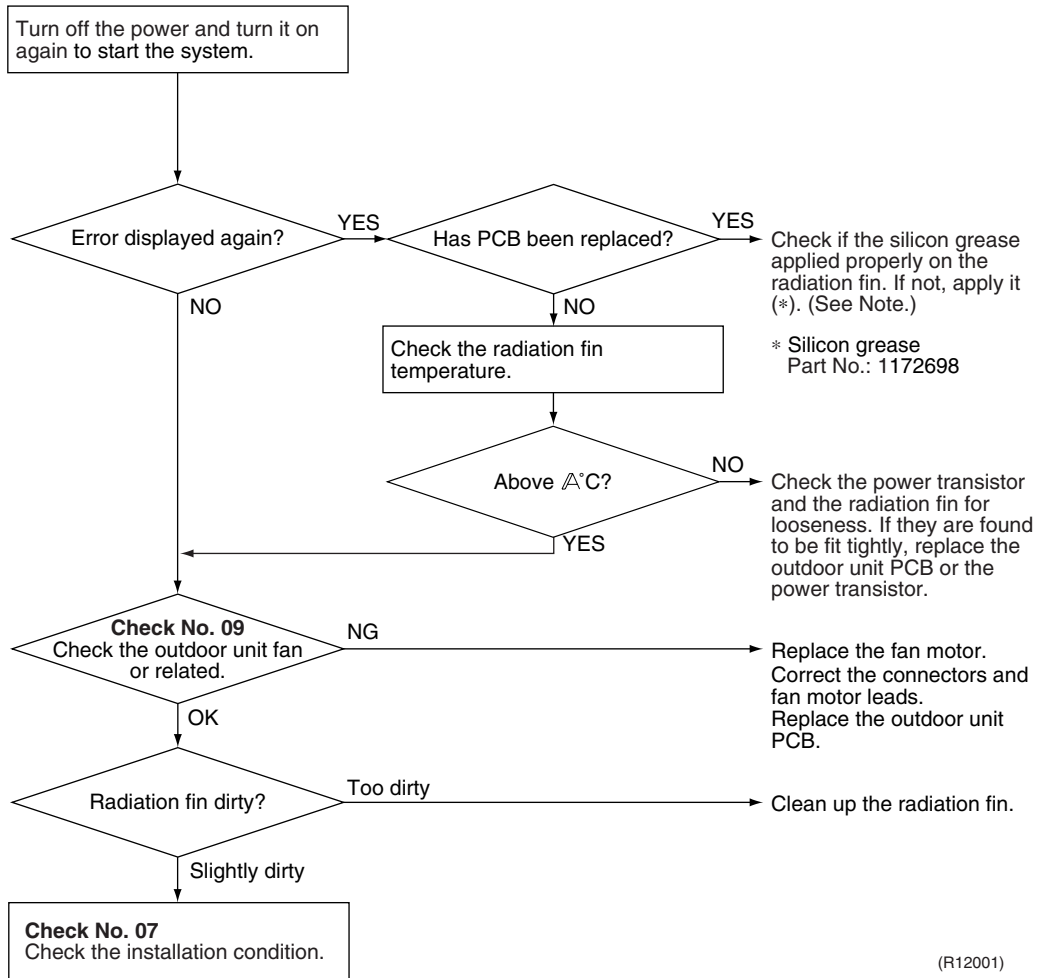 Turn off the power and turn it on
again to start the system.
Error displayed again?
YES
Has PCB been replaced?
YES
Check if the silicon grease
applied properly on the
radiation fin. If not, apply it
(∗). (See Note.)
∗ Silicon grease
Part No.: 1172698
NO
NO
Check the radiation fin
temperature.
Above 𝔸°C?
NO
Check the power transistor
and the radiation fin for
looseness. If they are found
to be fit tightly, replace the
outdoor unit PCB or the
power transistor.
YES
Check No. 09
Check the outdoor unit fan
or related.
NG
Replace the fan motor.
Correct the connectors and
fan motor leads.
Replace the outdoor unit
PCB.
OK
Radiation fin dirty?
Too dirty
Clean up the radiation fin.
Slightly dirty
Check No. 07
Check the installation condition.
(R12001)